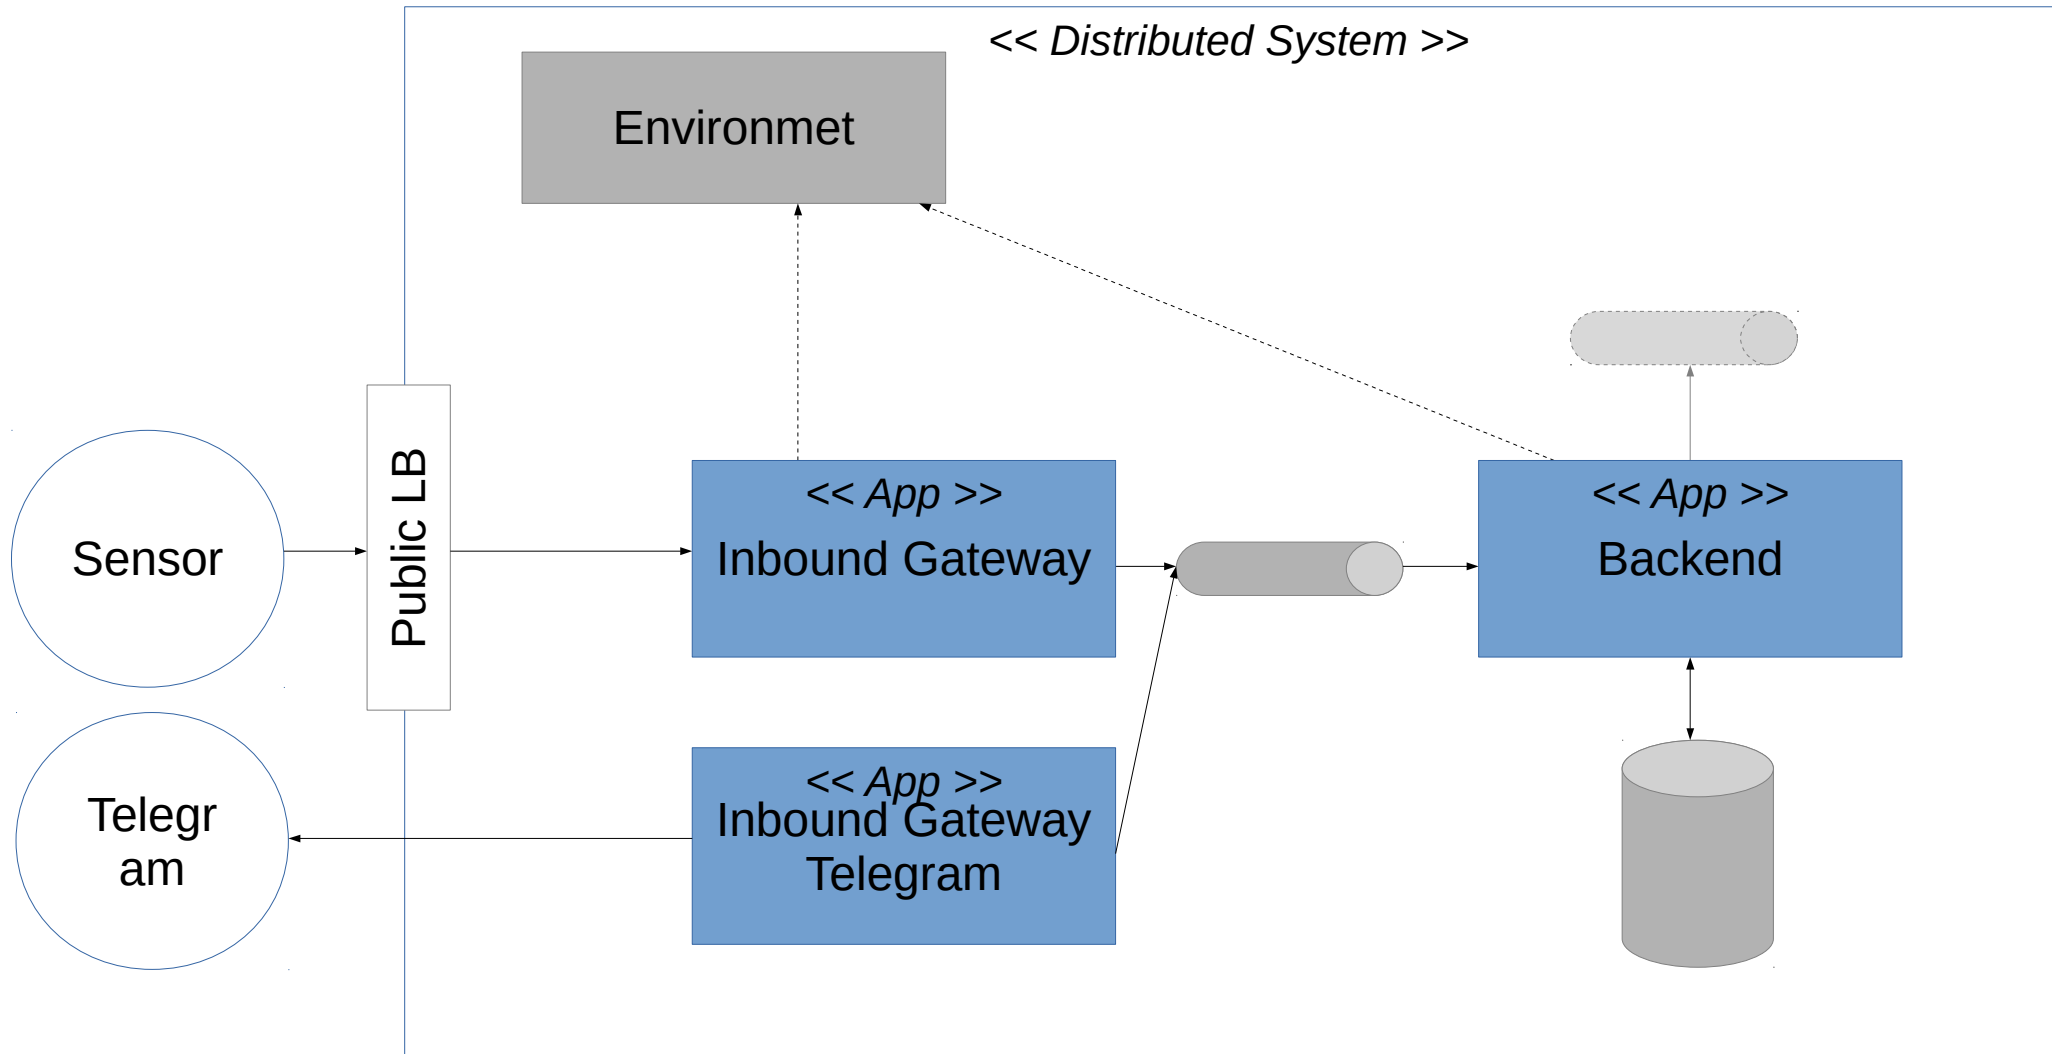 << Distributed System >>
Environmet
Sensor
Public LB
<< App >>
Inbound Gateway
<< App >>
Backend
Telegr
am
<< App >>
Inbound Gateway
Telegram